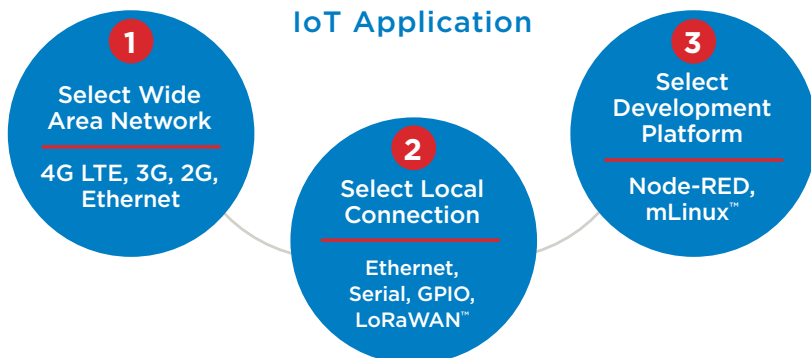 IoT Application
1
Select Wide
Area Network
4G LTE, 3G, 2G,
Ethernet
2
Select Local
Connection
Ethernet,
Serial, GPIO,
LoRaWAN™
3
Select
Development
Platform
Node-RED,
mLinux™